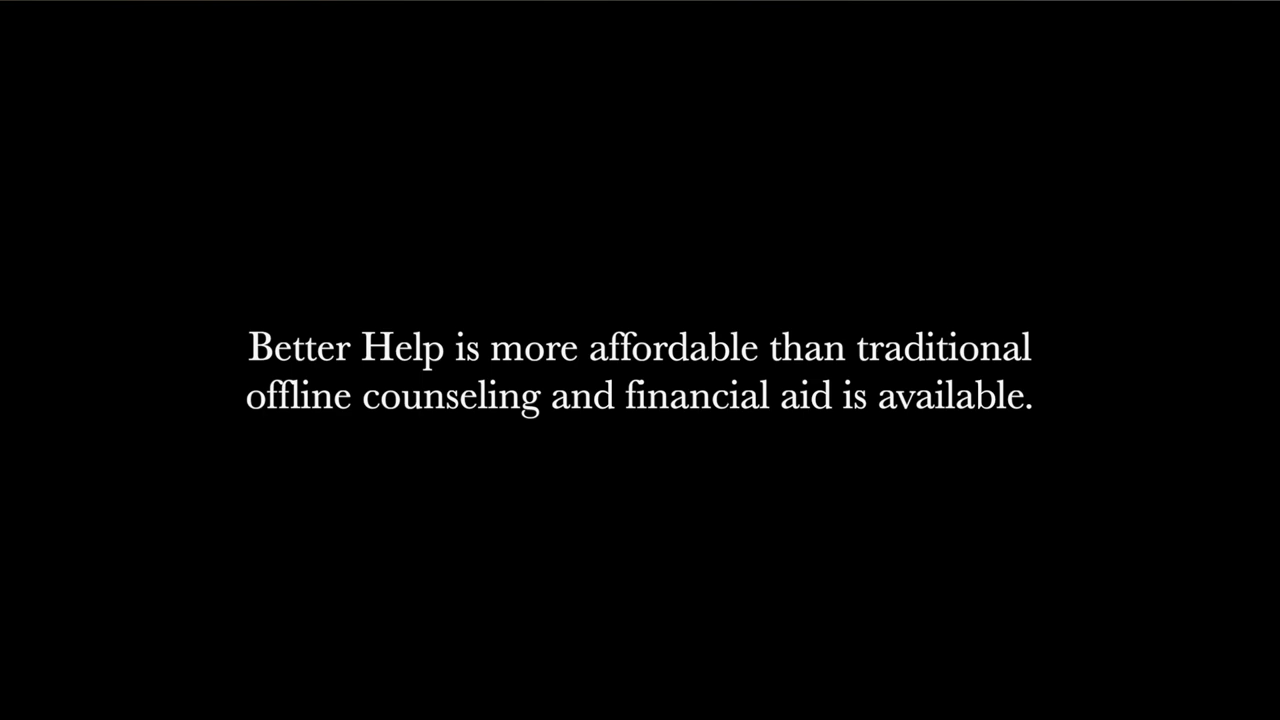 Better Help is more affordable than traditional
offline counseling and financial aid is available.